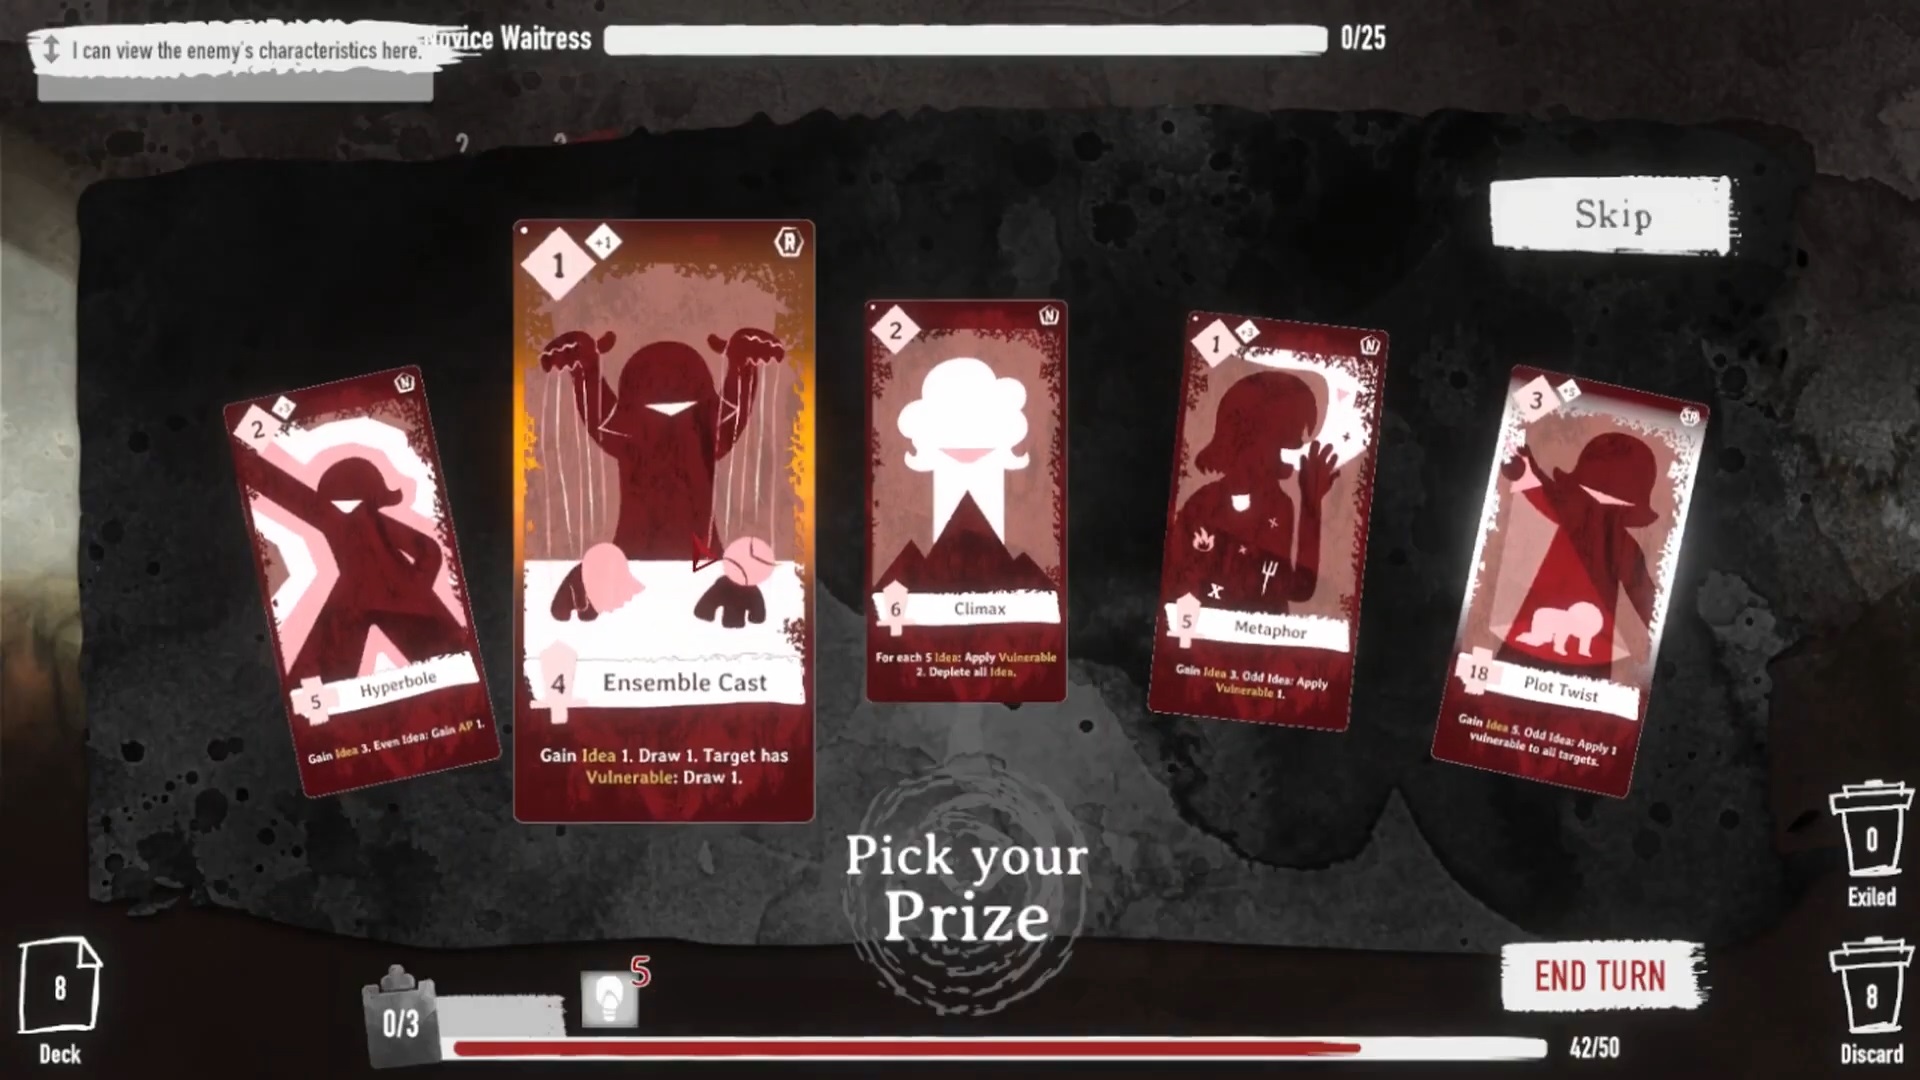 I can view the enemy's characteristics here.
Waitress
0/25
Skip
2
+3
N
5
Hyperbole
Gain Idea 3. Even Idea: Gain AP 1.
1
+1
R
4
Ensemble Cast
Gain Idea 1. Draw 1. Target has
Vulnerable: Draw 1.
2
N
6
Climax
For each 5 Idea: Apply Vulnerable
2. Deplete all Idea.
1
+3
N
5
Metaphor
Gain Idea 3. Odd Idea: Apply
Vulnerable 1.
3
+5
SR
18
Plot Twist
Gain Idea 5. Odd Idea: Apply 1
vulnerable to all targets.
Pick your
Prize
0
Exiled
8
Deck
0/3
5
END TURN
42/50
8
Discard